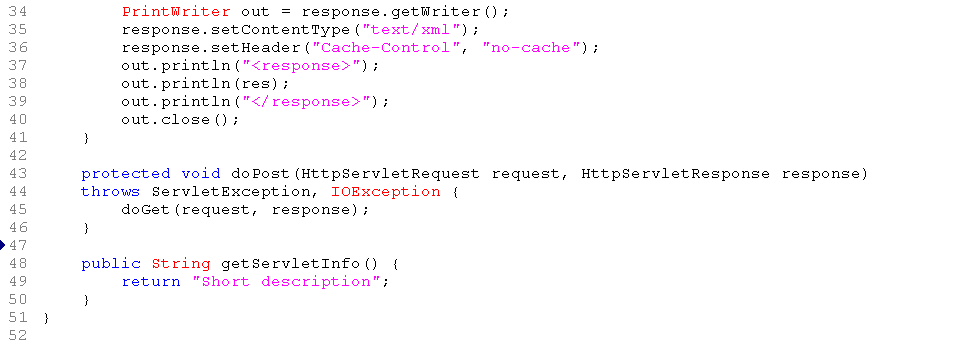 34         PrintWriter out = response.getWriter();
35         response.setContentType("text/xml");
36         response.setHeader("Cache-Control", "no-cache");
37         out.println("<response>");
38         out.println(res);
39         out.println("</response>");
40         out.close();
41     }
42
43     protected void doPost(HttpServletRequest request, HttpServletResponse response)
44     throws ServletException, IOException {
45         doGet(request, response);
46     }
47
48     public String getServletInfo() {
49         return "Short description";
50     }
51 }
52